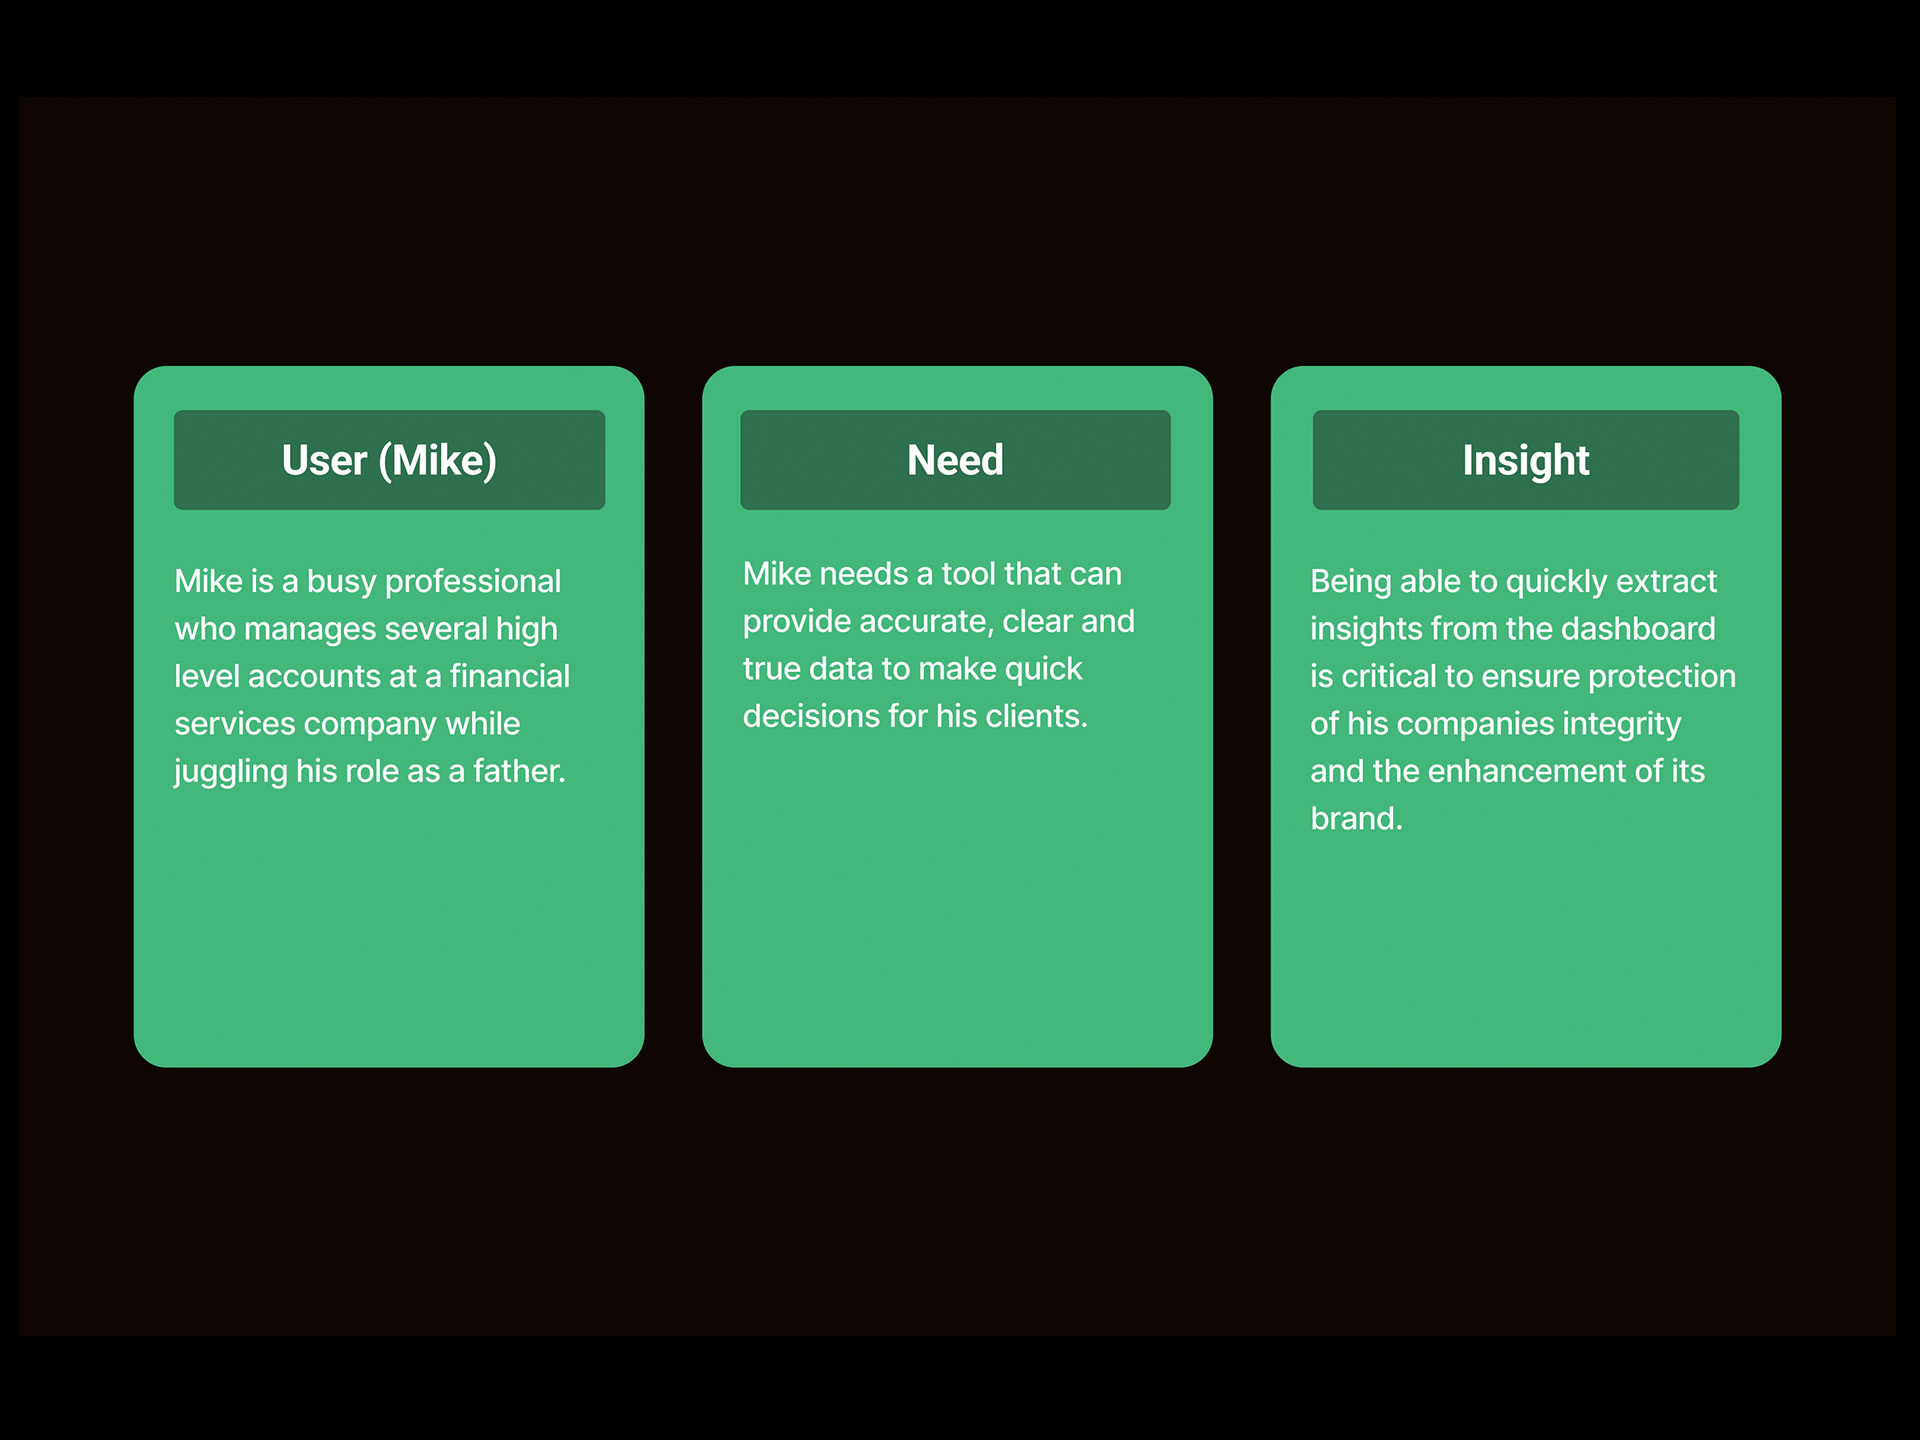 User (Mike)
Mike is a busy professional
who manages several high
level accounts at a financial
services company while
juggling his role as a father.
Need
Mike needs a tool that can
provide accurate, clear and
true data to make quick
decisions for his clients.
Insight
Being able to quickly extract
insights from the dashboard
is critical to ensure protection
of his companies integrity
and the enhancement of its
brand.